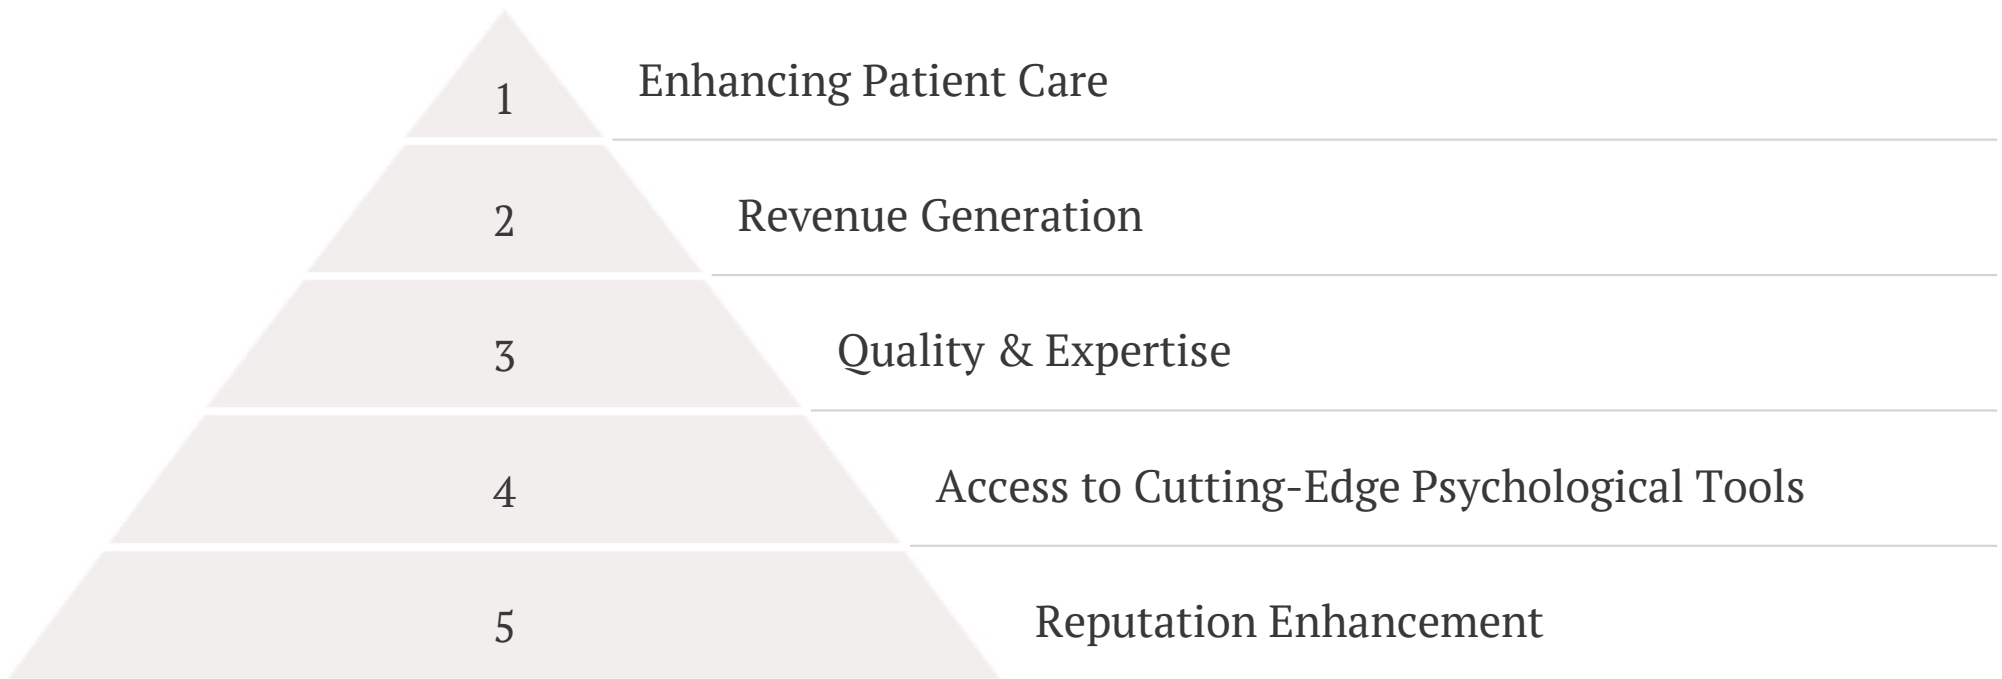 1
Enhancing Patient Care
2
Revenue Generation
3
Quality & Expertise
4
Access to Cutting-Edge Psychological Tools
5
Reputation Enhancement